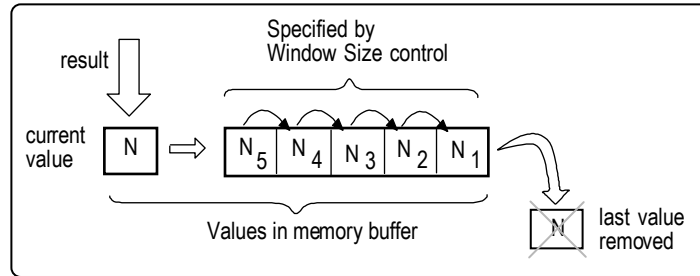 Specified by
Window Size control
result
current
value
N
N5 N4 N3 N2 N1
Values in memory buffer
N
last value
removed